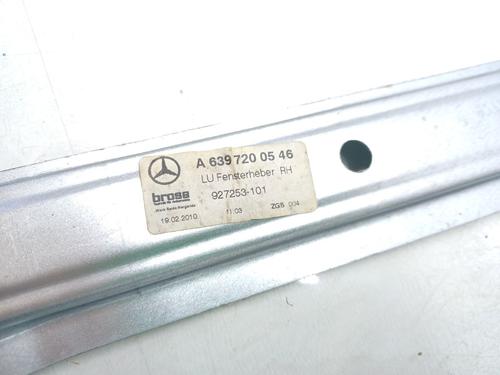 A 639 720 05 46
LU Fensterheber RH
brose
927253-101
19.02.2010 11:03 ZGS 004